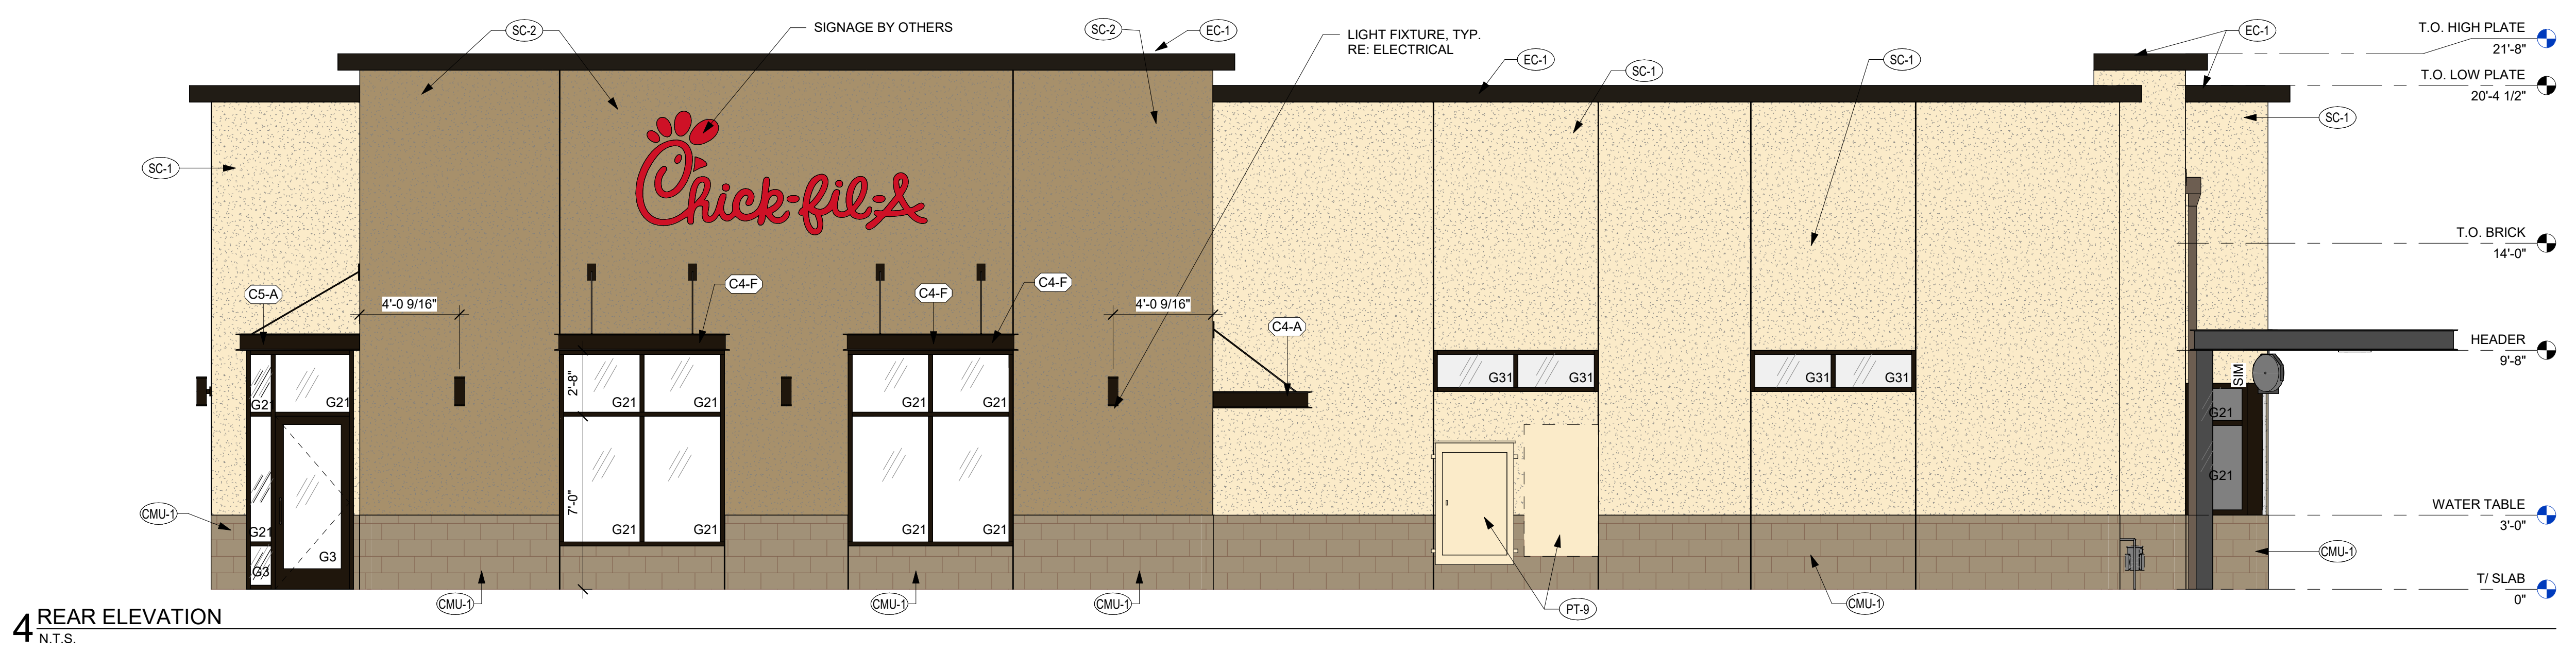 SC-2
SIGNAGE BY OTHERS
SC-2
EC-1
LIGHT FIXTURE, TYP.
RE: ELECTRICAL
EC-1
SC-1
SC-1
EC-1
T.O. HIGH PLATE
21'-8"
T.O. LOW PLATE
20'-4 1/2"
SC-1
SC-1
Chick-fil-A
T.O. BRICK
14'-0"
C5-A
4'-0 9/16"
C4-F
C4-F
C4-F
4'-0 9/16"
C4-A
HEADER
9'-8"
2'-8"
SIM
G31
G31
G31
G31
G21
G21
G21
G21
G21
G21
G21
7'-0"
G21
G21
G21
G21
G21
G21
G3
G3
CMU-1
WATER TABLE
3'-0"
CMU-1
T/ SLAB
0"
CMU-1
CMU-1
CMU-1
PT-9
CMU-1
4 REAR ELEVATION
N.T.S.